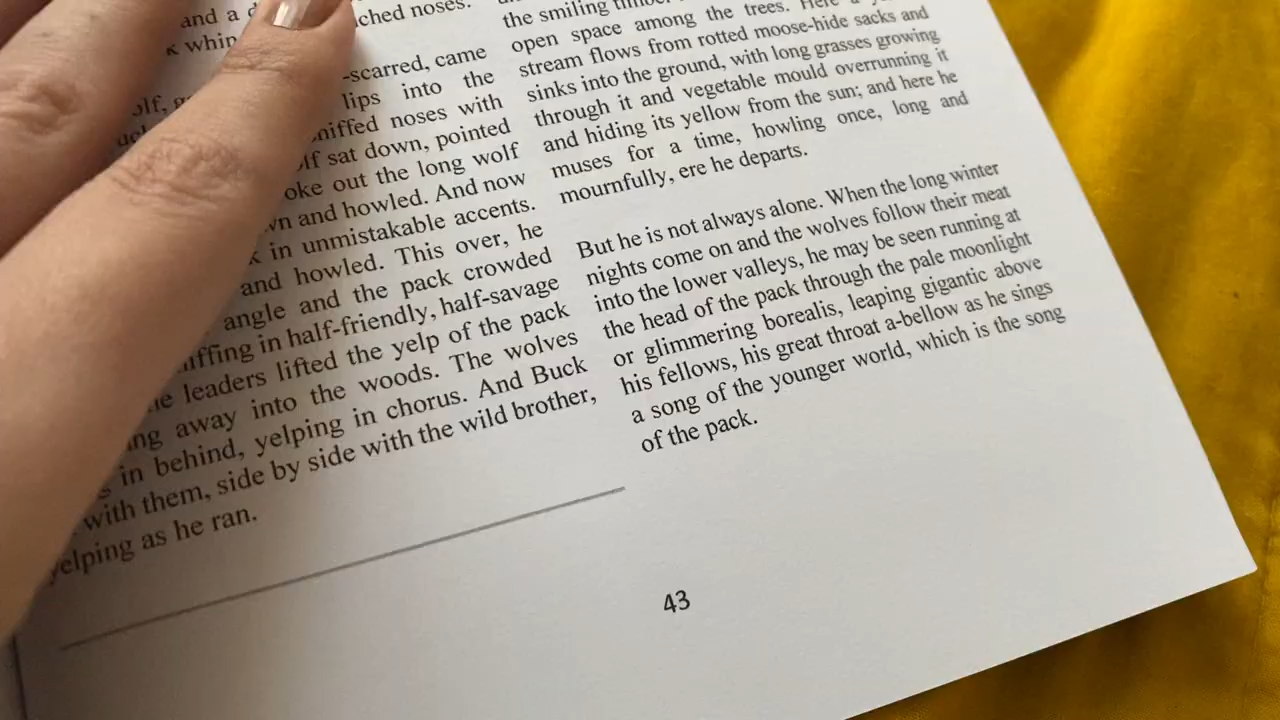 and a
ched noses.
whin
-scarred, came
lips into the
niffed noses with
sat down, pointed
oke out the long wolf
and howled. And now
in unmistakable accents.
and howled. This over, he
angle and the pack crowded
iffing in half-friendly, half-savage
leaders lifted the yelp of the pack
ng away into the woods. The wolves
in behind, yelping in chorus. And Buck
with them, side by side with the wild brother,
yelping as he ran.
the smiling
open space among the trees. Here a
stream flows from rotted moose-hide sacks and
sinks into the ground, with long grasses growing
through it and vegetable mould overrunning it
and hiding its yellow from the sun; and here he
muses for a time, howling once, long and
mournfully, ere he departs.
But he is not always alone. When the long winter
nights come on and the wolves follow their meat
into the lower valleys, he may be seen running at
the head of the pack through the pale moonlight
or glimmering borealis, leaping gigantic above
his fellows, his great throat a-bellow as he sings
a song of the younger world, which is the song
of the pack.
43